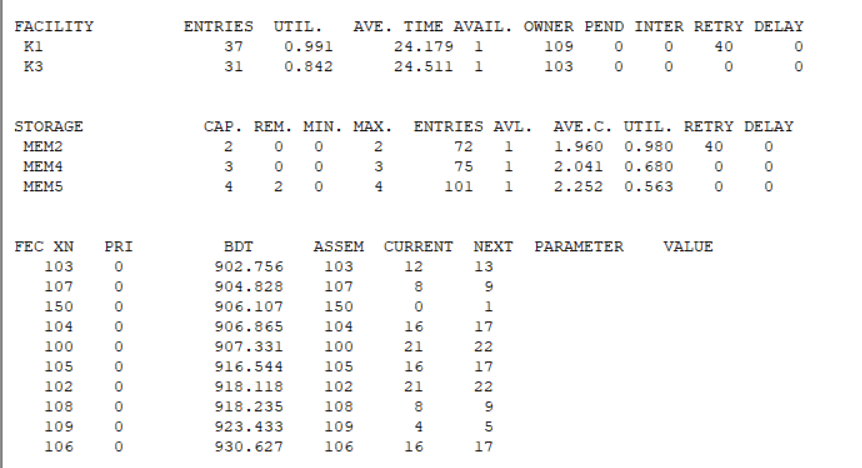 FACILITY ENTRIES UTIL. AVE. TIME AVAIL. OWNER PEND INTER RETRY DELAY
K1 37 0.991 24.179 1 109 0 0 40 0
K3 31 0.842 24.511 1 103 0 0 0 0
STORAGE CAP. REM. MIN. MAX. ENTRIES AVL. AVE.C. UTIL. RETRY DELAY
MEM2 2 0 0 2 72 1 1.960 0.980 40 0
MEM4 3 0 0 3 75 1 2.041 0.680 0 0
MEM5 4 2 0 4 101 1 2.252 0.563 0 0
FEC XN PRI BDT ASSEM CURRENT NEXT PARAMETER VALUE
103 0 902.756 103 12 13
107 0 904.828 107 8 9
150 0 906.107 150 0 1
104 0 906.865 104 16 17
100 0 907.331 100 21 22
105 0 916.544 105 16 17
102 0 918.118 102 21 22
108 0 918.235 108 8 9
109 0 923.433 109 4 5
106 0 930.627 106 16 17